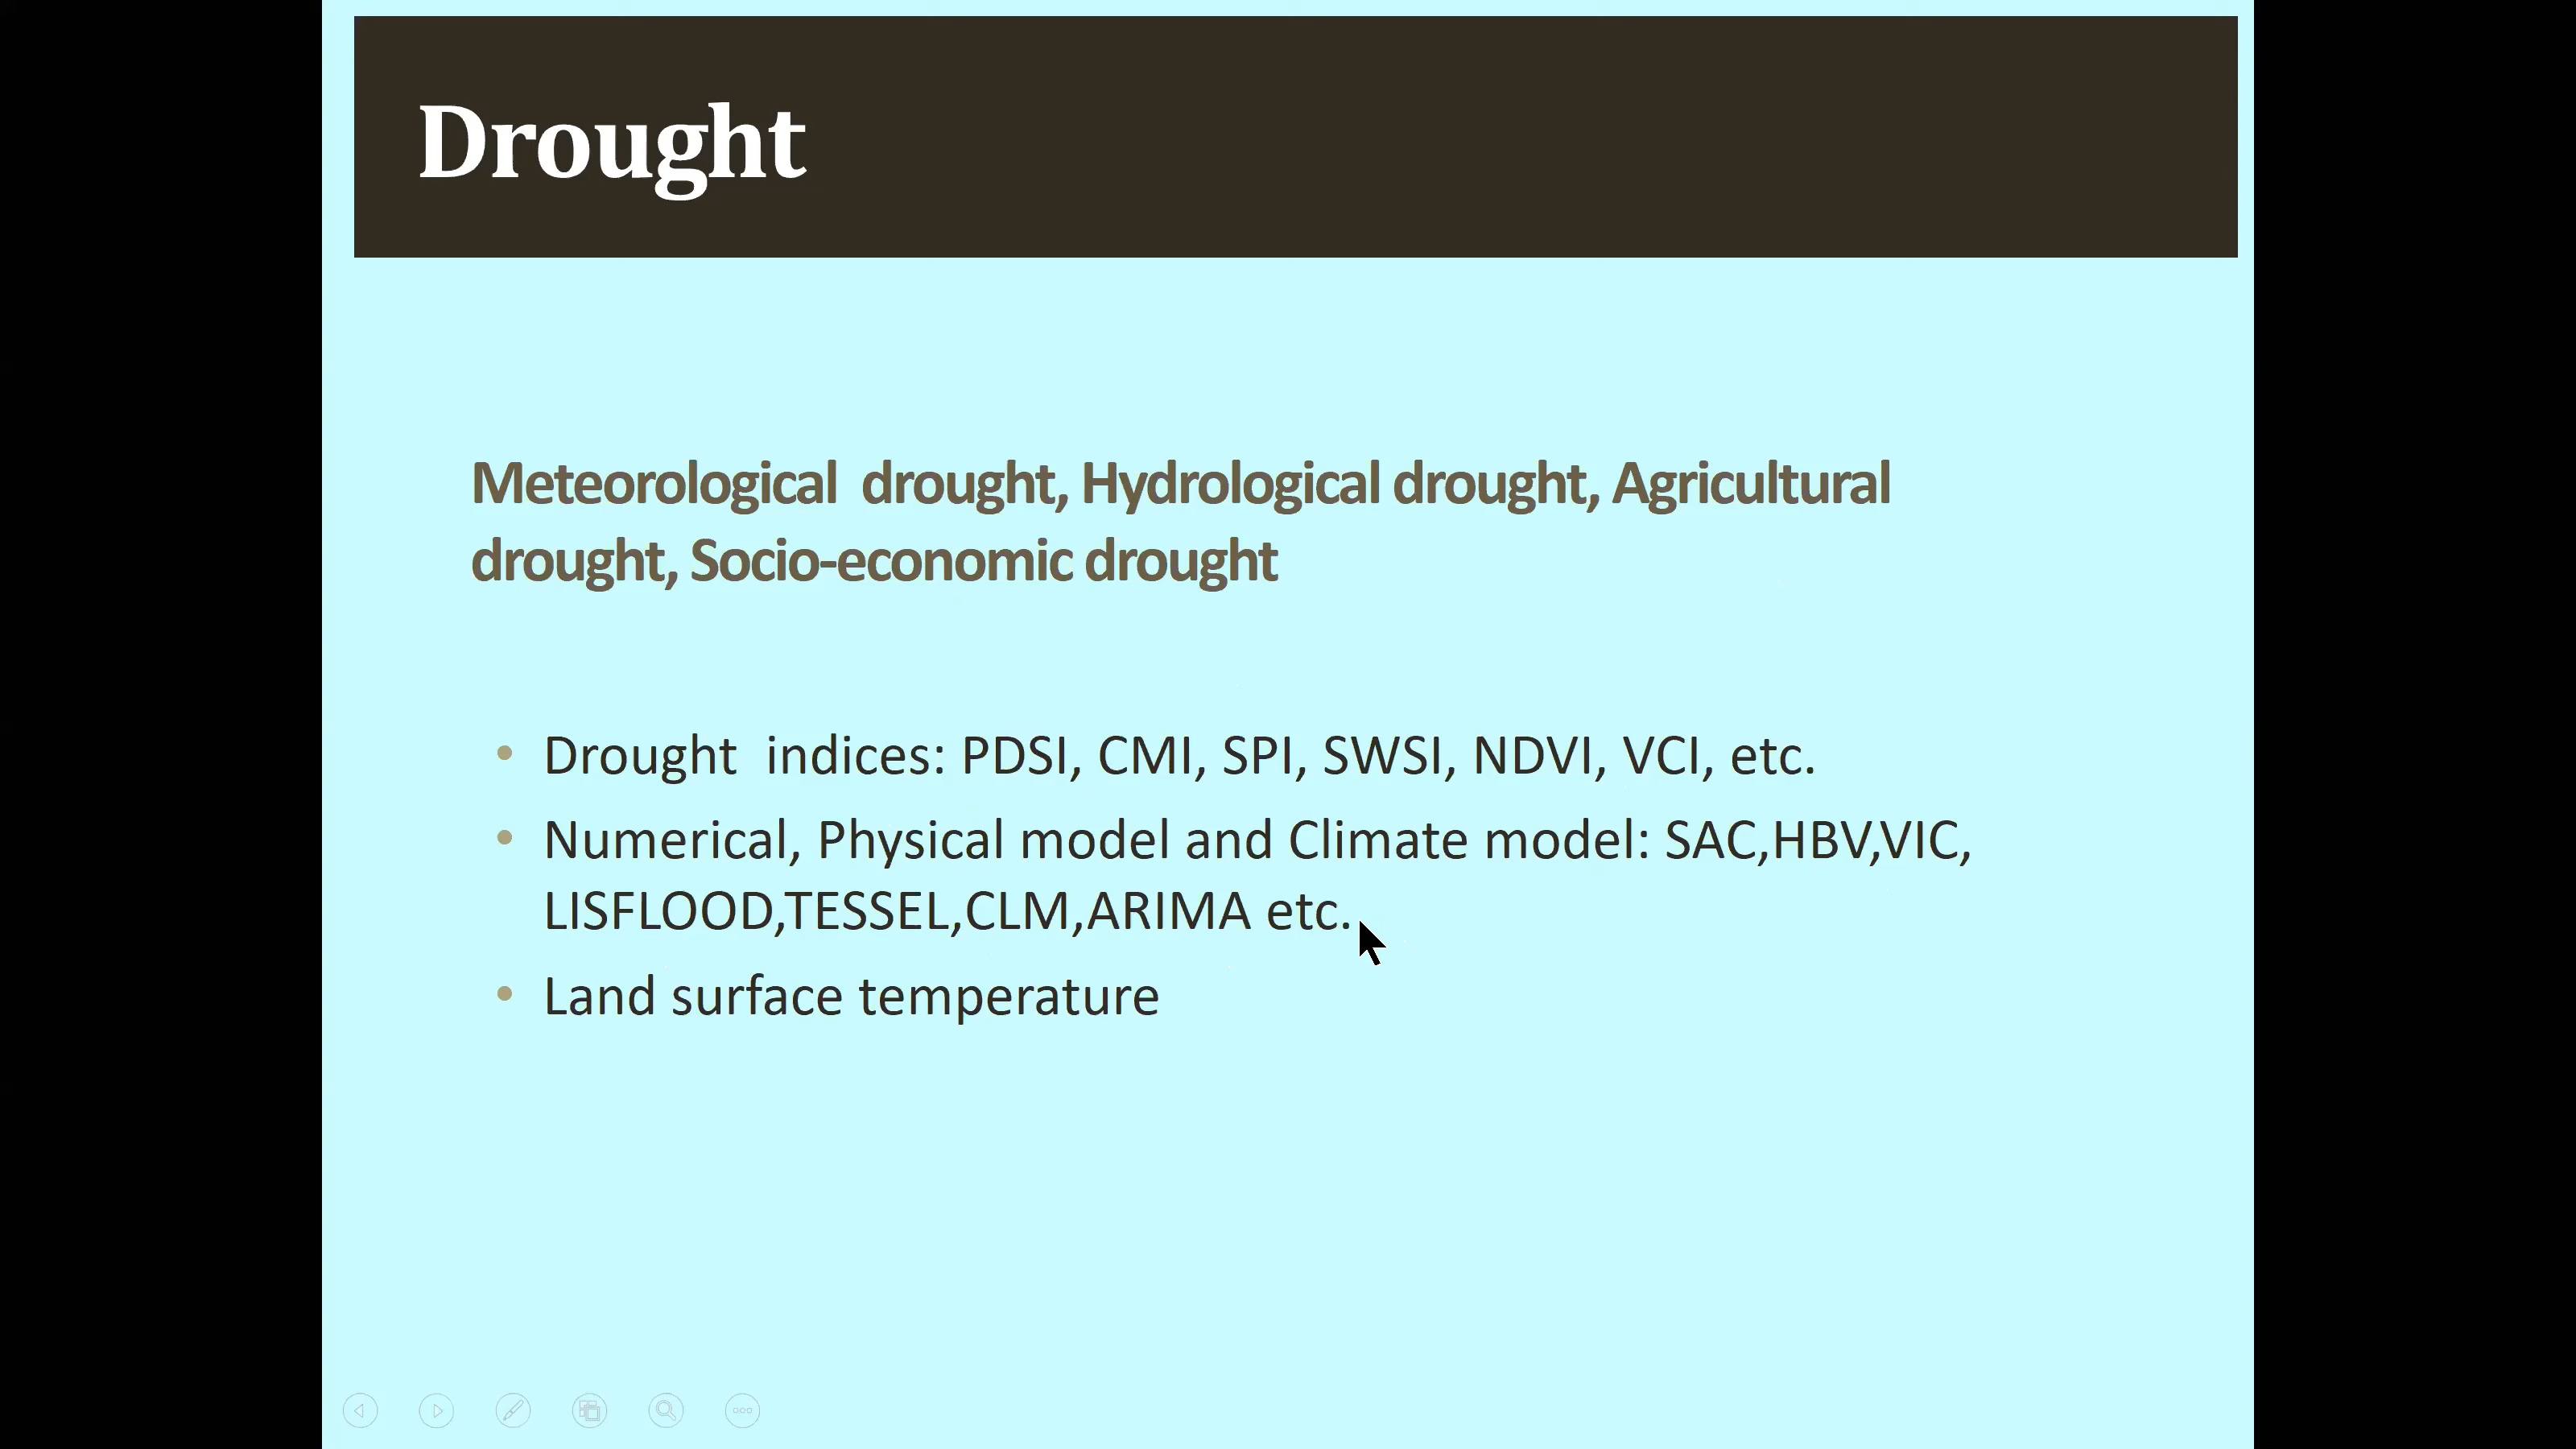 Drought
Meteorological  drought, Hydrological drought, Agricultural
drought, Socio-economic drought
• Drought  indices: PDSI, CMI, SPI, SWSI, NDVI, VCI, etc.
• Numerical, Physical model and Climate model: SAC,HBV,VIC,
LISFLOOD,TESSEL,CLM,ARIMA etc.
• Land surface temperature